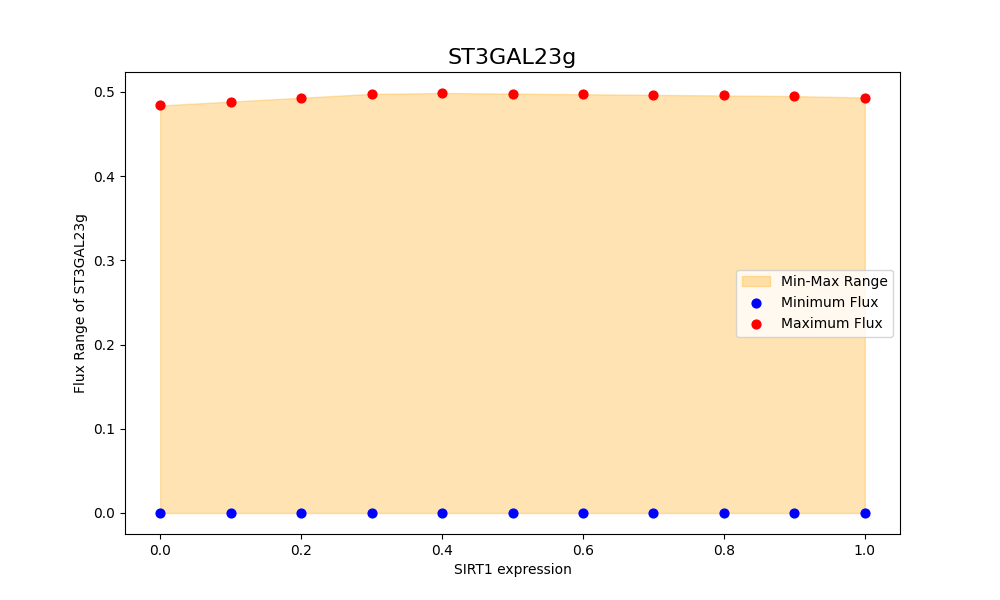 ST3GAL23g
Flux Range of ST3GAL23g
0.5
0.4
0.3
0.2
0.1
0.0
Min-Max Range
Minimum Flux
Maximum Flux
0.0 0.2 0.4 0.6 0.8 1.0
SIRT1 expression